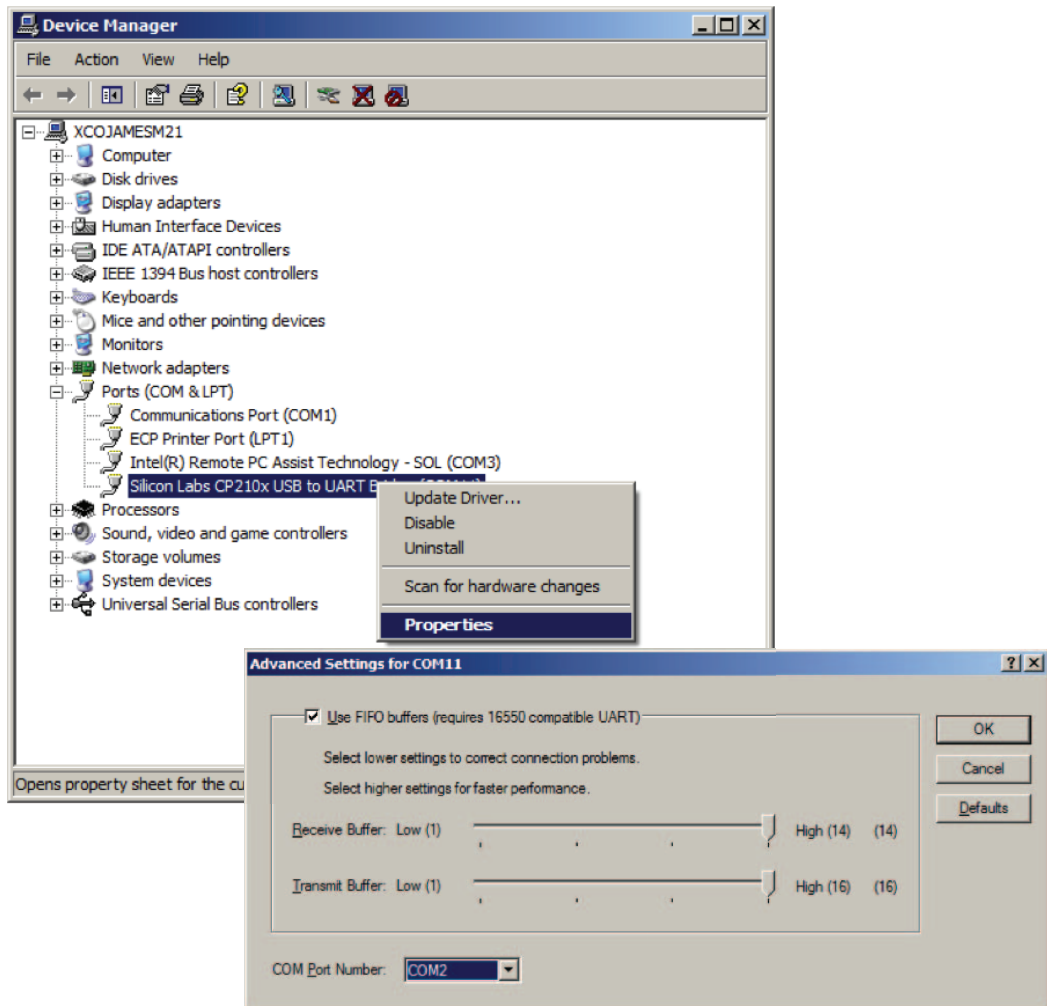 Device Manager
File Action View Help
XCOJAMESM21
Computer
Disk drives
Display adapters
Human Interface Devices
IDE ATA/ATAPI controllers
IEEE 1394 Bus host controllers
Keyboards
Mice and other pointing devices
Monitors
Network adapters
Ports (COM & LPT)
Communications Port (COM1)
ECP Printer Port (LPT1)
Intel(R) Remote PC Assist Technology - SOL (COM3)
Silicon Labs CP210x USB to UART
Processors
Sound, video and game controllers
Storage volumes
System devices
Universal Serial Bus controllers
Update Driver...
Disable
Uninstall
Scan for hardware changes
Properties
Opens property sheet for the cu
Advanced Settings for COM11
Use FIFO buffers (requires 16550 compatible UART)
Select lower settings to correct connection problems.
Select higher settings for faster performance.
Receive Buffer: Low (1) High (14) (14)
Transmit Buffer: Low (1) High (16) (16)
COM Port Number: COM2
OK
Cancel
Defaults